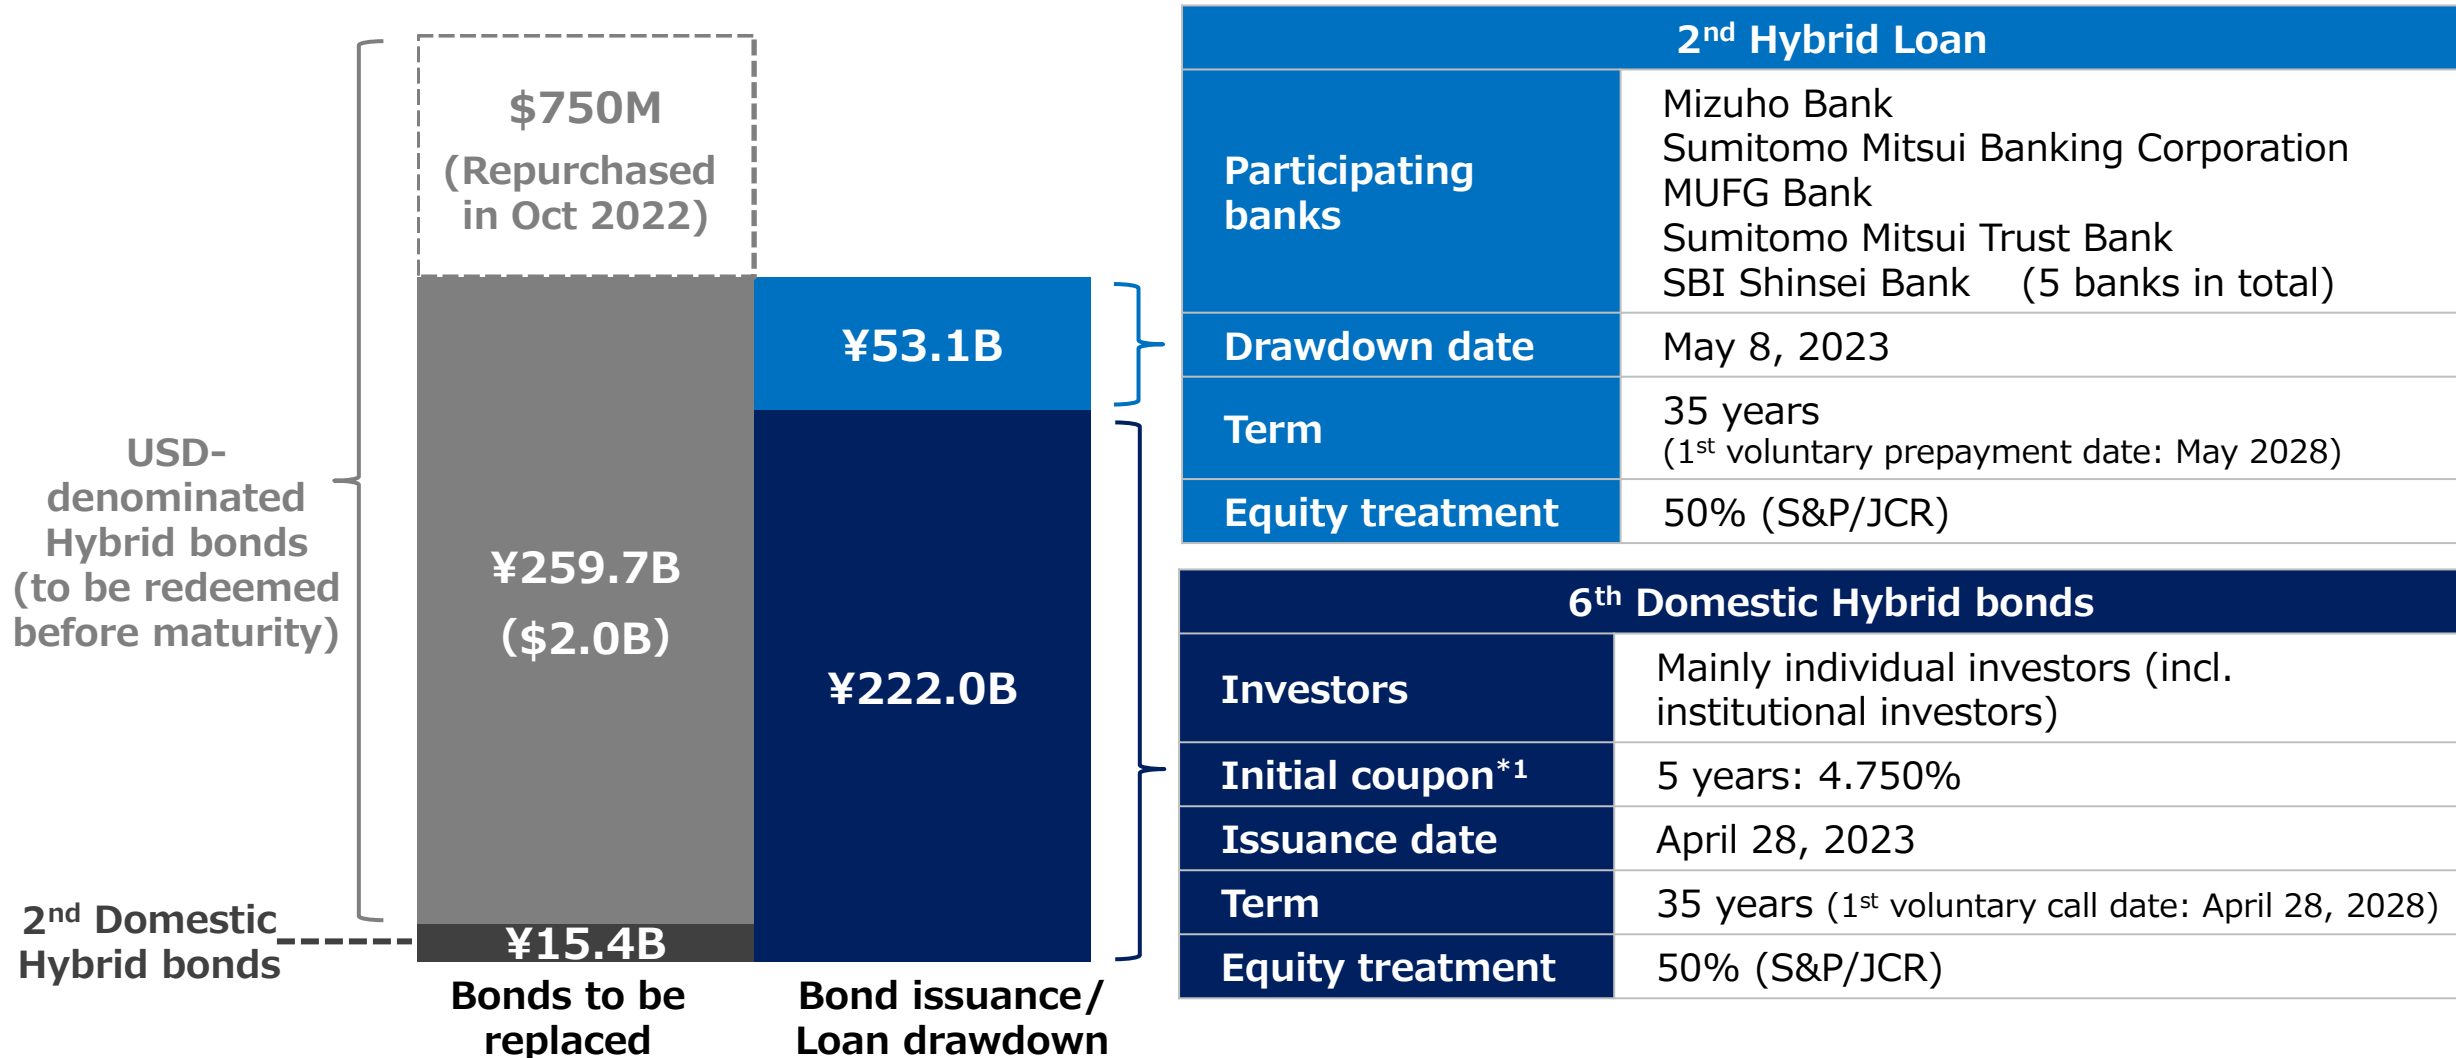 $750M
(Repurchased
in Oct 2022)
USD-
denominated
Hybrid bonds
(to be redeemed
before maturity)
¥259.7B
($2.0B)
2nd Domestic
Hybrid bonds
¥15.4B
Bonds to be
replaced
¥53.1B
¥222.0B
Bond issuance/
Loan drawdown
2nd Hybrid Loan
Participating
banks
Mizuho Bank
Sumitomo Mitsui Banking Corporation
MUFG Bank
Sumitomo Mitsui Trust Bank
SBI Shinsei Bank (5 banks in total)
Drawdown date
May 8, 2023
Term
35 years
(1st voluntary prepayment date: May 2028)
Equity treatment
50% (S&P/JCR)
6th Domestic Hybrid bonds
Investors
Mainly individual investors (incl.
institutional investors)
Initial coupon*1
5 years: 4.750%
Issuance date
April 28, 2023
Term
35 years (1st voluntary call date: April 28, 2028)
Equity treatment
50% (S&P/JCR)